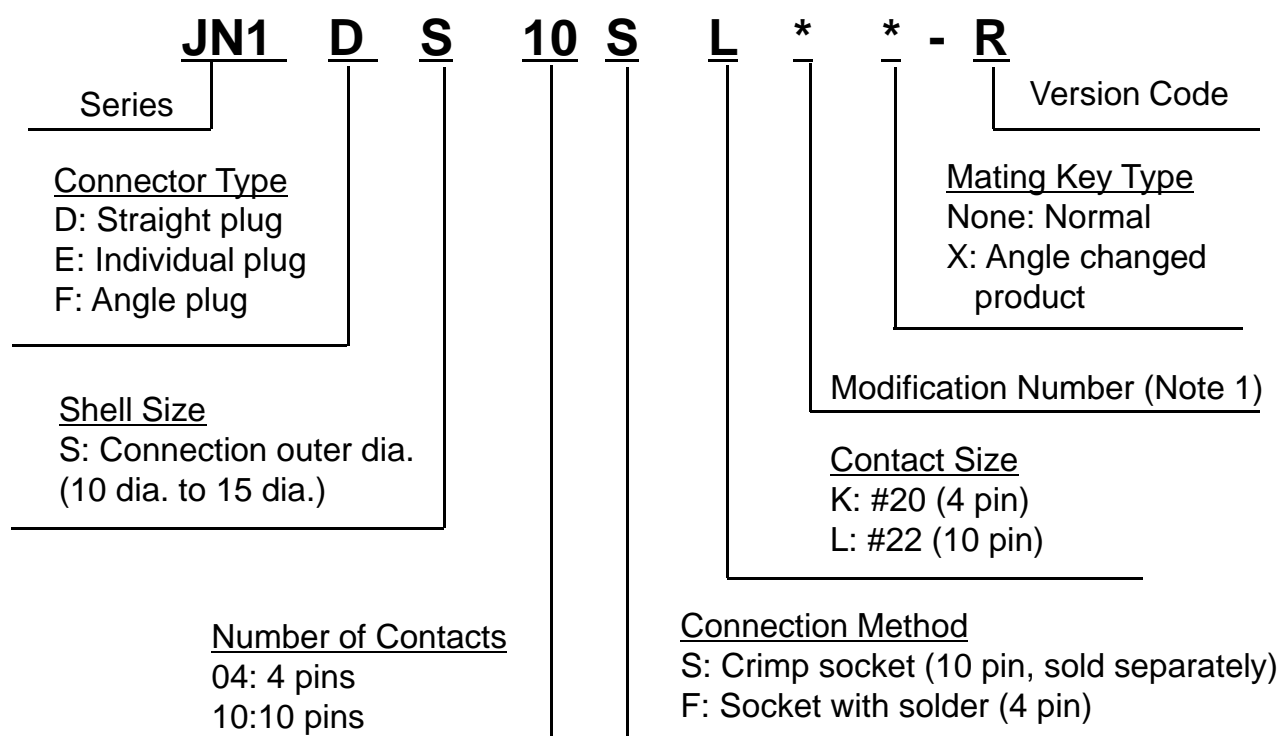 JN1 D S 10 S L * * - R
Series
Version Code
Connector Type
D: Straight plug
E: Individual plug
F: Angle plug
Mating Key Type
None: Normal
X: Angle changed
product
Shell Size
S: Connection outer dia.
(10 dia. to 15 dia.)
Modification Number (Note 1)
Contact Size
K: #20 (4 pin)
L: #22 (10 pin)
Number of Contacts
04: 4 pins
10:10 pins
Connection Method
S: Crimp socket (10 pin, sold separately)
F: Socket with solder (4 pin)